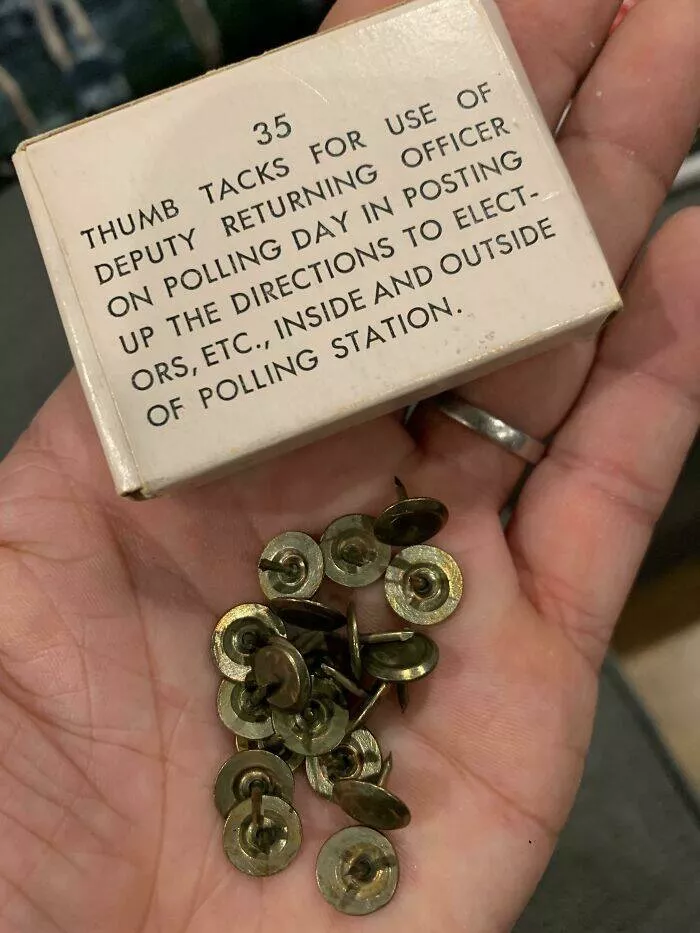 35
THUMB TACKS FOR USE OF
DEPUTY RETURNING OFFICER
ON POLLING DAY IN POSTING
UP THE DIRECTIONS TO ELECT-
ORS, ETC., INSIDE AND OUTSIDE
OF POLLING STATION.